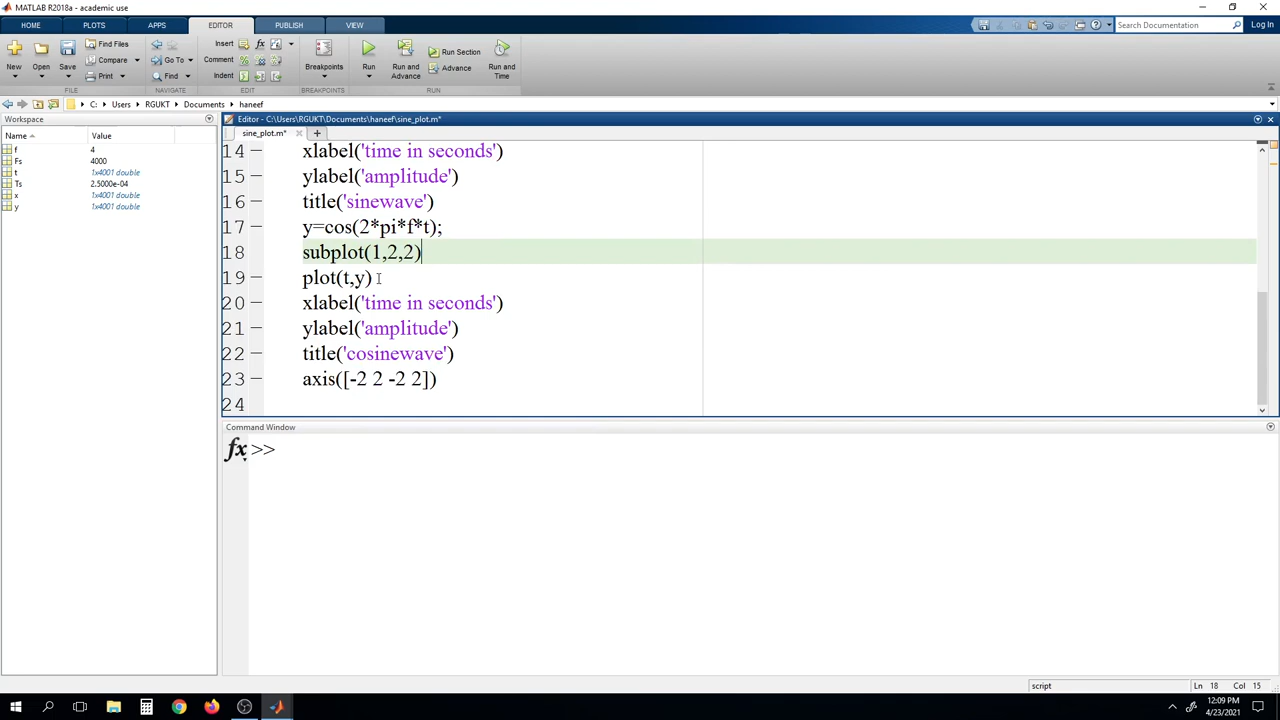 MATLAB R2018a - academic use
HOME PLOTS APPS EDITOR PUBLISH VIEW Search Documentation Log In
New Open Save Find Files Compare Print Go To Find Insert Comment Indent fx Breakpoints Run Run and Advance Run Section Advance Run and Time
FILE NAVIGATE EDIT BREAKPOINTS RUN
C: Users RGUKT Documents haneef
Workspace
Name Value
f 4
Fs 4000
t 1x4001 double
Ts 2.5000e-04
x 1x4001 double
y 1x4001 double
Editor - C:\Users\RGUKT\Documents\haneef\sine_plot.m*
sine_plot.m* × +
14 – xlabel('time in seconds')
15 – ylabel('amplitude')
16 – title('sinewave')
17 – y=cos(2*pi*f*t);
18 – subplot(1,2,2)
19 – plot(t,y)
20 – xlabel('time in seconds')
21 – ylabel('amplitude')
22 – title('cosinewave')
23 – axis([-2 2 -2 2])
24
Command Window
fx >>
script Ln 18 Col 15
12:09 PM
4/23/2021